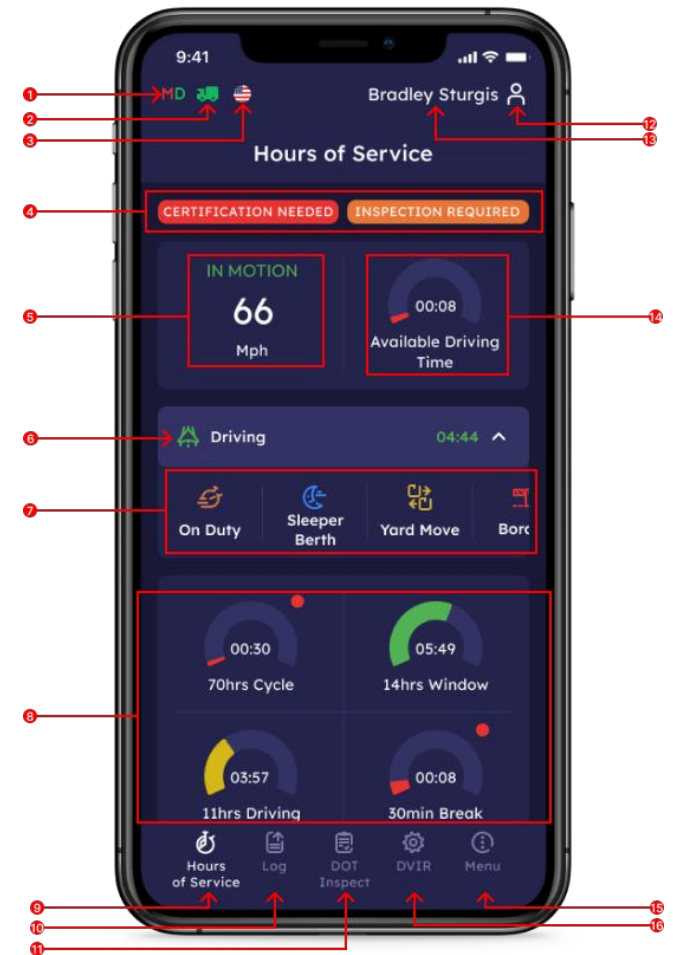 9:41
1 MD
2
3
Bradley Sturgis
12
13
Hours of Service
4 CERTIFICATION NEEDED INSPECTION REQUIRED
IN MOTION
5 66
Mph
00:08 14
Available Driving
Time
6 Driving 04:44
7
On Duty
Sleeper
Berth
Yard Move
Bord
8
00:30
70hrs Cycle
05:49
14hrs Window
03:57
11hrs Driving
00:08
30min Break
Hours
of Service
Log
DOT
Inspect
DVIR
Menu
9
10
11
15
16